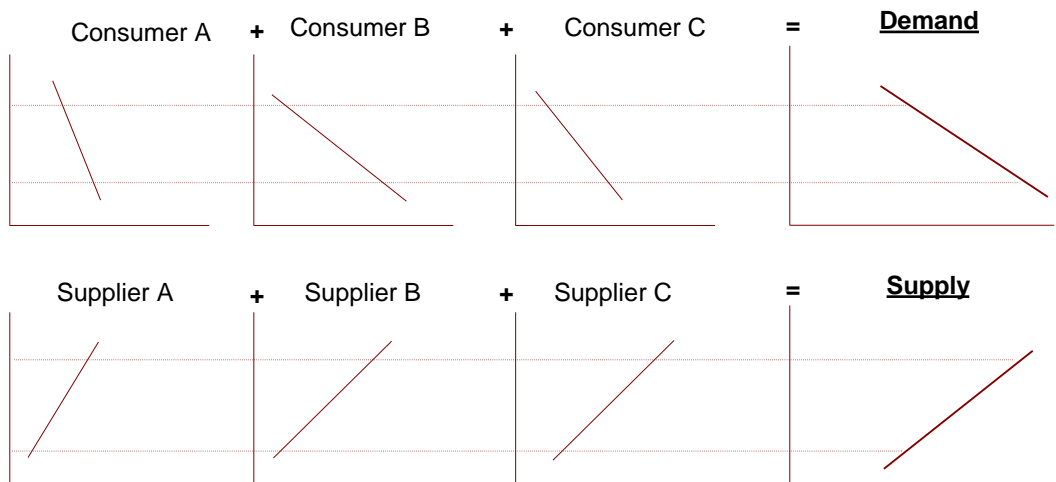 Consumer A + Consumer B + Consumer C = Demand
Supplier A + Supplier B + Supplier C = Supply